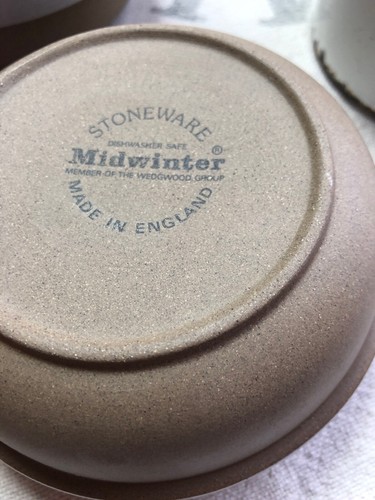 STONEWARE
DISHWASHER SAFE
Midwinter®
MEMBER OF THE WEDGWOOD GROUP
MADE IN ENGLAND